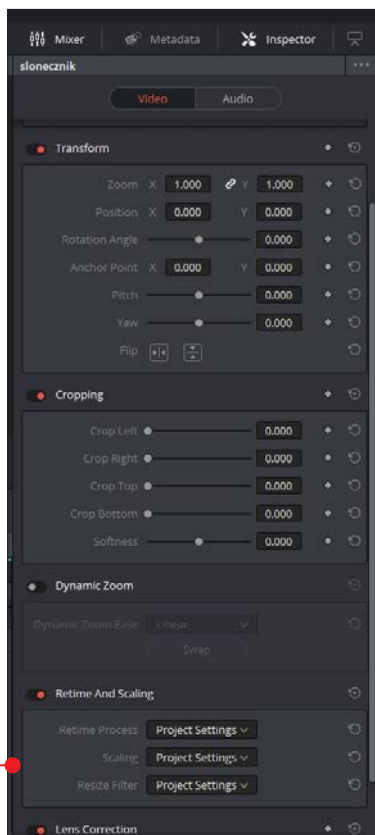 Mixer Metadata Inspector
slonecznik
Video Audio
Transform
Zoom X 1.000 Y 1.000
Position X 0.000 Y 0.000
Rotation Angle 0.000
Anchor Point X 0.000 Y 0.000
Pitch 0.000
Yaw 0.000
Flip
Cropping
Crop Left 0.000
Crop Right 0.000
Crop Top 0.000
Crop Bottom 0.000
Softness 0.000
Dynamic Zoom
Dynamic Zoom Ease Linear
Swap
Retime And Scaling
Retime Process Project Settings
Scaling Project Settings
Resize Filter Project Settings
Lens Correction